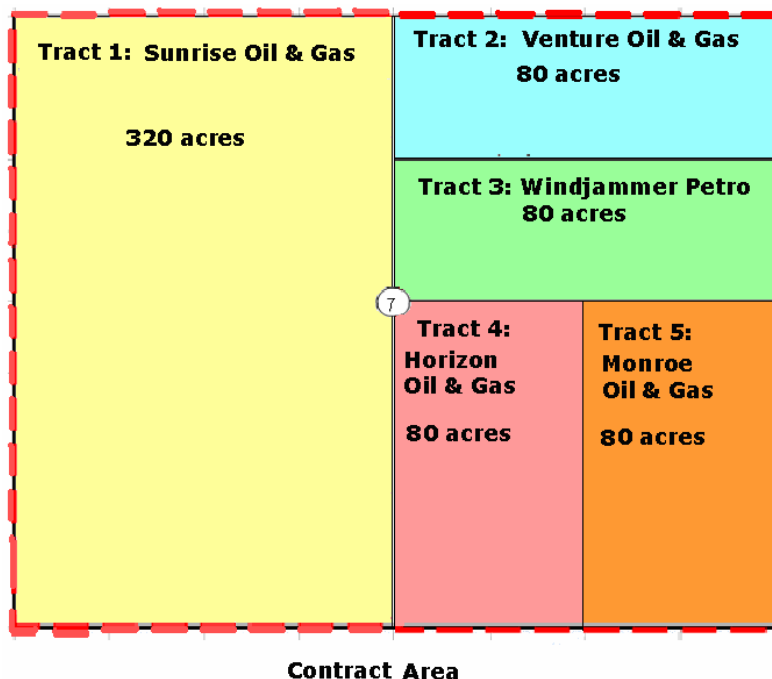 Tract 1: Sunrise Oil & Gas
320 acres
Tract 2: Venture Oil & Gas
80 acres
Tract 3: Windjammer Petro
80 acres
7
Tract 4:
Horizon
Oil & Gas
80 acres
Tract 5:
Monroe
Oil & Gas
80 acres
Contract Area